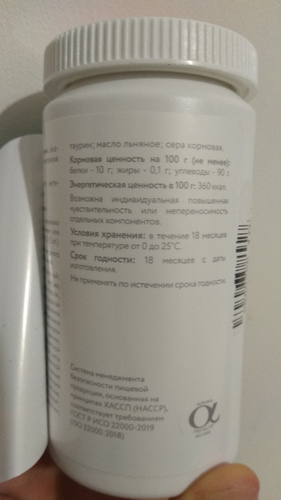 таурин; масло льняное; сера кормовая.
Кормовая ценность на 100 г (не менее):
белки - 10 г; жиры - 0,1 г; углеводы - 90 г
Энергетическая ценность в 100 г: 360 ккал.
Возможна индивидуальная повышенная
чувствительность или непереносимость
отдельных компонентов.
Условия хранения: в течение 18 месяцев
при температуре от 0 до 25°С.
Срок годности: 18 месяцев с даты
изготовления.
Не применять по истечении срока годности.
Система менеджмента
безопасности пищевой
продукции, основанная на
принципах ХАССП (НАССР),
соответствует требованиям
ГОСТ Р ИСО 22000-2019
(ISO 22000:2018)
α